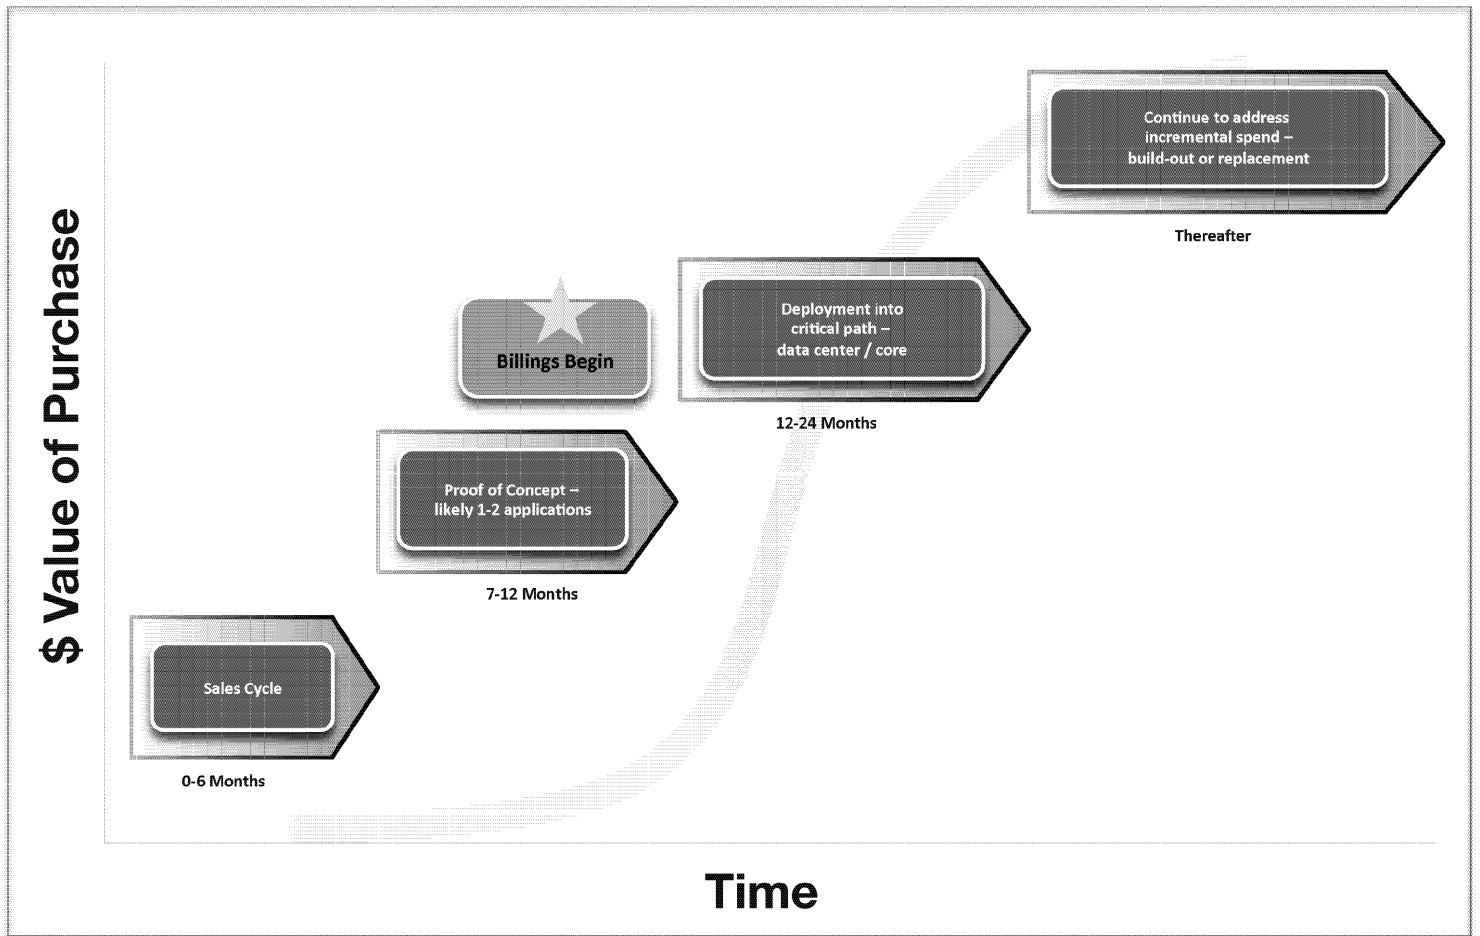 $ Value of Purchase
Continue to address
incremental spend –
build-out or replacement
Thereafter
Deployment into
critical path –
data center / core
12-24 Months
Billings Begin
Proof of Concept –
likely 1-2 applications
7-12 Months
Sales Cycle
0-6 Months
Time